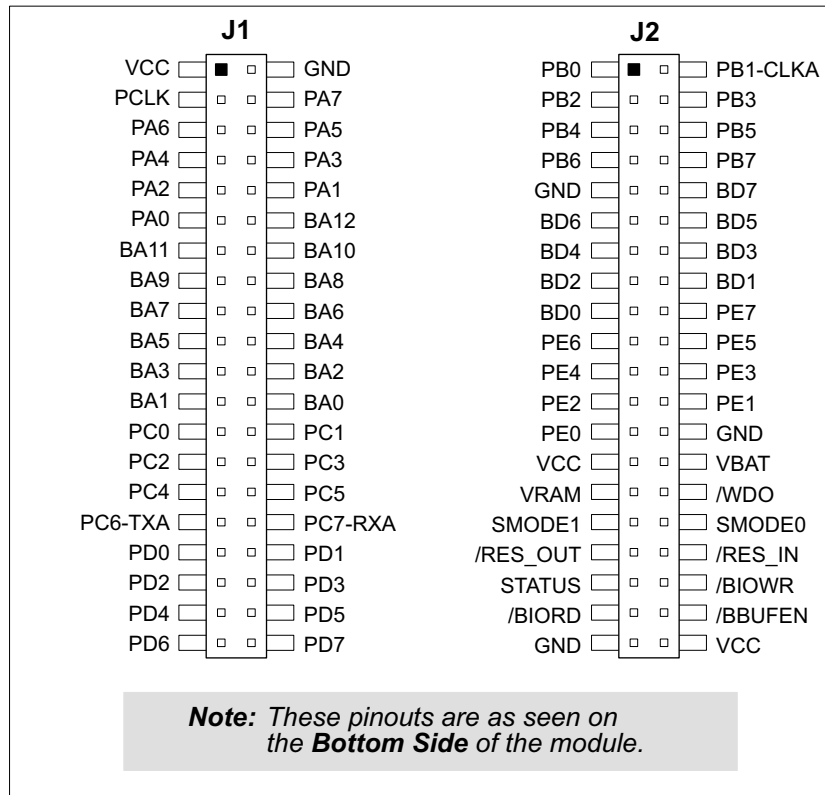 J1 J2
VCC GND PB0 PB1-CLKA
PCLK PA7 PB2 PB3
PA6 PA5 PB4 PB5
PA4 PA3 PB6 PB7
PA2 PA1 GND BD7
PA0 BA12 BD6 BD5
BA11 BA10 BD4 BD3
BA9 BA8 BD2 BD1
BA7 BA6 BD0 PE7
BA5 BA4 PE6 PE5
BA3 BA2 PE4 PE3
BA1 BA0 PE2 PE1
PC0 PC1 PE0 GND
PC2 PC3 VCC VBAT
PC4 PC5 VRAM /WDO
PC6-TXA PC7-RXA SMODE1 SMODE0
PD0 PD1 /RES_OUT /RES_IN
PD2 PD3 STATUS /BIOWR
PD4 PD5 /BIORD /BBUFEN
PD6 PD7 GND VCC
Note: These pinouts are as seen on
the Bottom Side of the module.